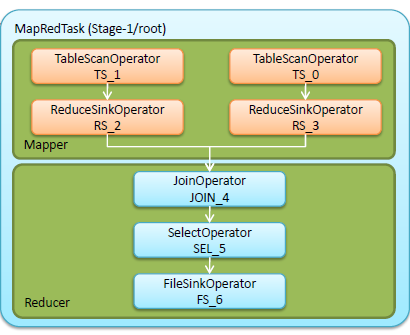 MapRedTask (Stage-1/root)
TableScanOperator
TS_1
TableScanOperator
TS_0
ReduceSinkOperator
RS_2
ReduceSinkOperator
RS_3
Mapper
JoinOperator
JOIN_4
SelectOperator
SEL_5
FileSinkOperator
FS_6
Reducer